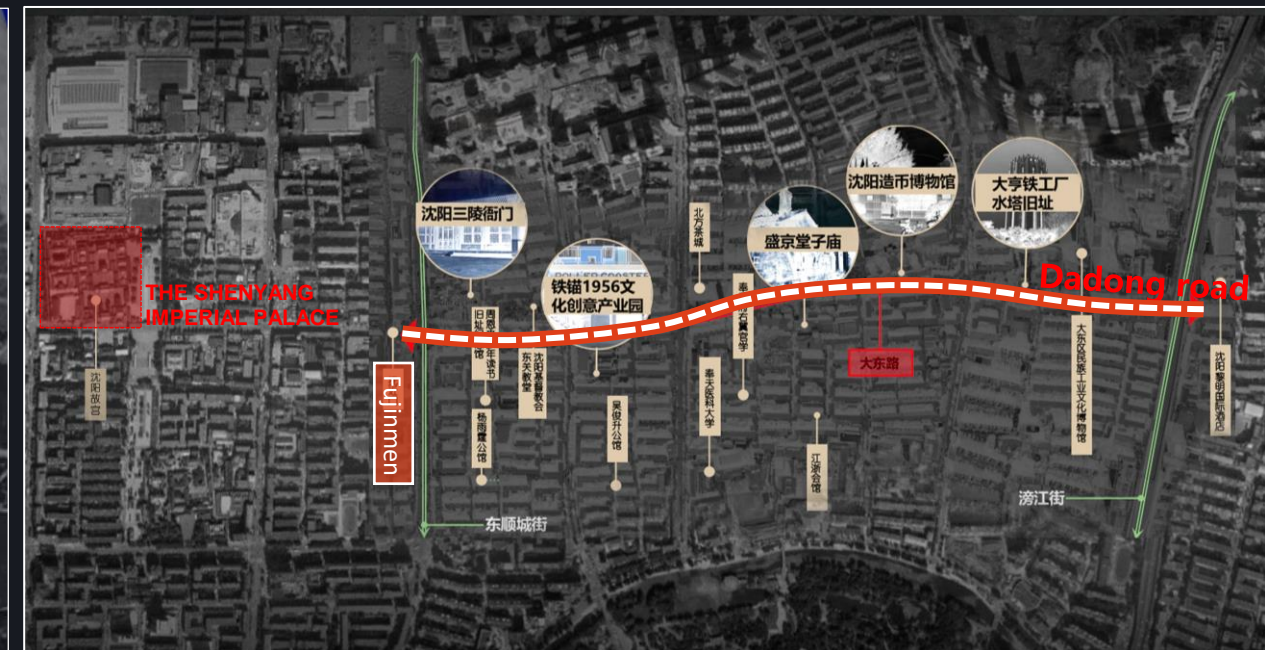 沈阳三陵衙门
铁锚1956文
化创意产业园
北方茶城
盛京堂子庙
沈阳造币博物馆
大亨铁工厂
水塔旧址
Dadong road
THE SHENYANG
IMPERIAL PALACE
沈阳故宫
Fujinmen
杨雨霆公馆
沈阳基督教会
东关教堂
吴俊升公馆
奉天医科大学
大东路
江浙会馆
大东区民族工业文化博物馆
沈阳黎明国际酒店
东顺城街
滂江街